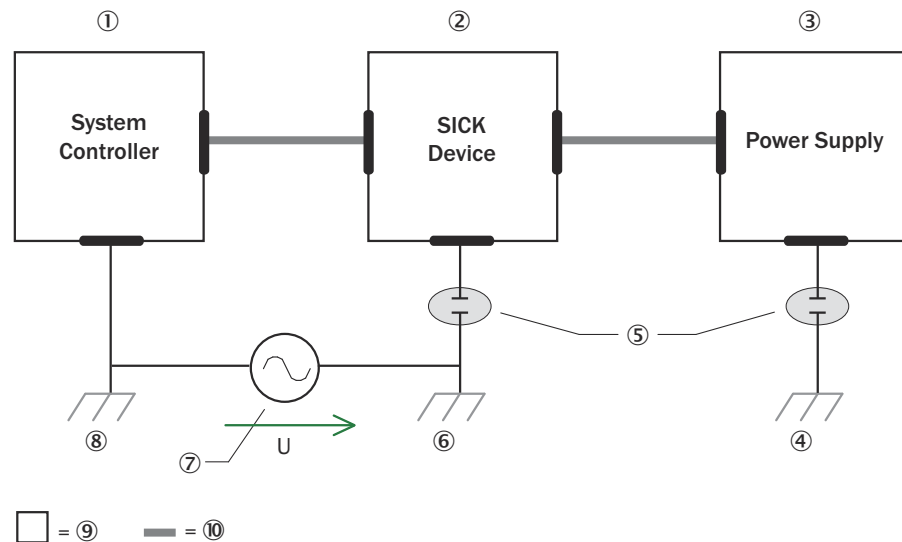 ① ② ③
System
Controller
SICK
Device
Power Supply
⑤
⑧ ⑥ ④
⑦ U
= ⑨ = ⑩